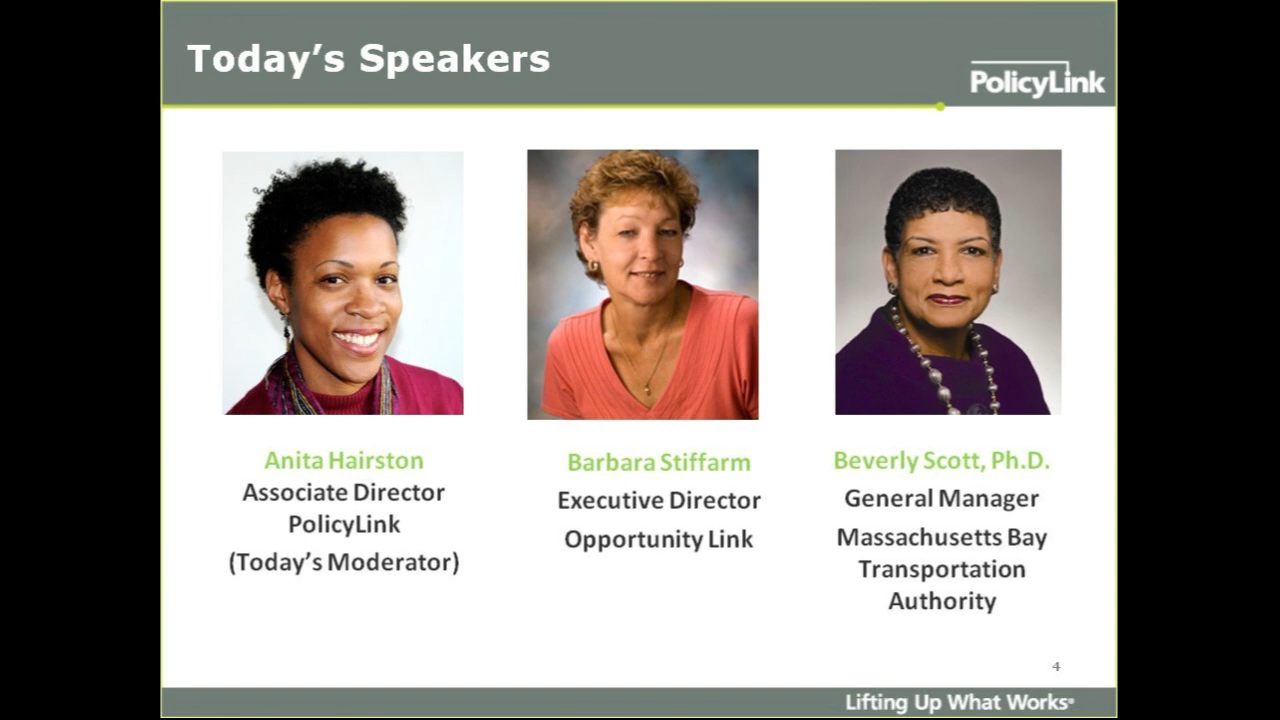 Today's Speakers
PolicyLink
Anita Hairston
Associate Director
PolicyLink
(Today's Moderator)
Barbara Stiffarm
Executive Director
Opportunity Link
Beverly Scott, Ph.D.
General Manager
Massachusetts Bay
Transportation
Authority
4
Lifting Up What Works®